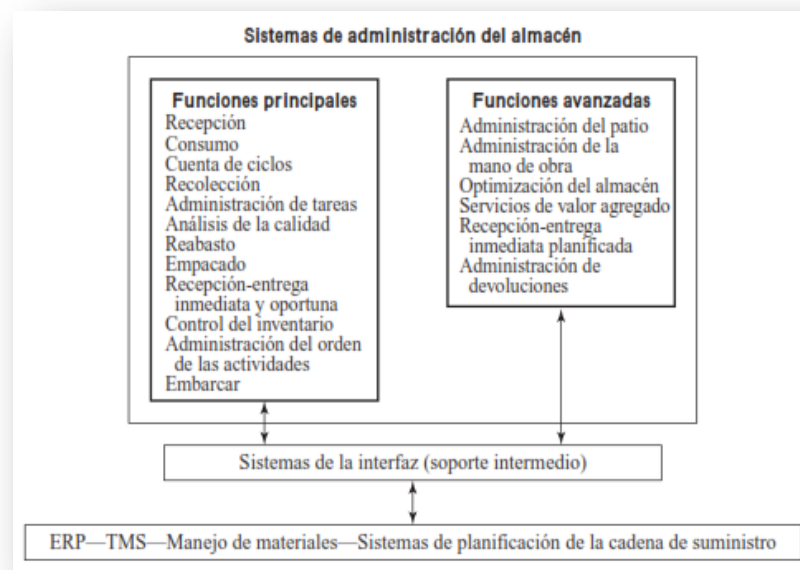 Sistemas de administración del almacén
Funciones principales
Recepción
Consumo
Cuenta de ciclos
Recolección
Administración de tareas
Análisis de la calidad
Reabasto
Empacado
Recepción-entrega
inmediata y oportuna
Control del inventario
Administración del orden
de las actividades
Embarcar
Funciones avanzadas
Administración del patio
Administración de la
mano de obra
Optimización del almacén
Servicios de valor agregado
Recepción-entrega
inmediata planificada
Administración de
devoluciones
Sistemas de la interfaz (soporte intermedio)
ERP—TMS—Manejo de materiales—Sistemas de planificación de la cadena de suministro